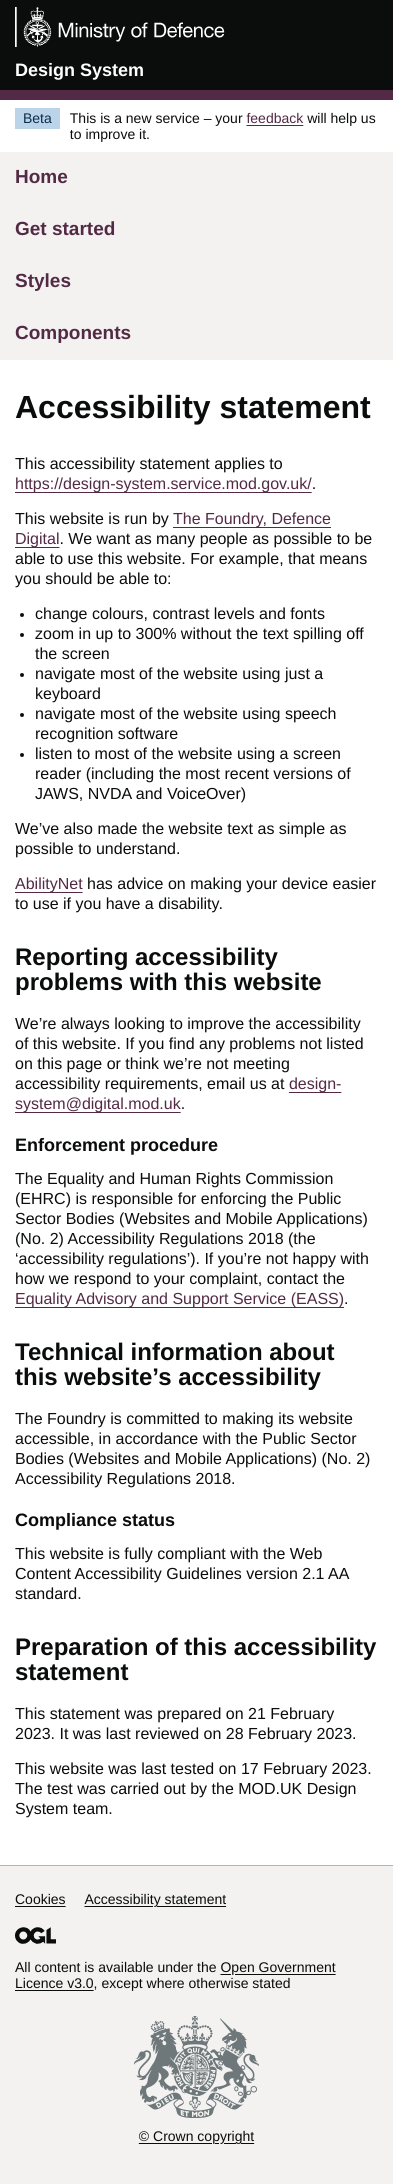 Ministry of Defence
Design System
Beta This is a new service – your feedback will help us
to improve it.
Home
Get started
Styles
Components
Accessibility statement
This accessibility statement applies to
https://design-system.service.mod.gov.uk/.
This website is run by The Foundry, Defence
Digital. We want as many people as possible to be
able to use this website. For example, that means
you should be able to:
• change colours, contrast levels and fonts
• zoom in up to 300% without the text spilling off
the screen
• navigate most of the website using just a
keyboard
• navigate most of the website using speech
recognition software
• listen to most of the website using a screen
reader (including the most recent versions of
JAWS, NVDA and VoiceOver)
We’ve also made the website text as simple as
possible to understand.
AbilityNet has advice on making your device easier
to use if you have a disability.
Reporting accessibility
problems with this website
We’re always looking to improve the accessibility
of this website. If you find any problems not listed
on this page or think we’re not meeting
accessibility requirements, email us at design-
system@digital.mod.uk.
Enforcement procedure
The Equality and Human Rights Commission
(EHRC) is responsible for enforcing the Public
Sector Bodies (Websites and Mobile Applications)
(No. 2) Accessibility Regulations 2018 (the
‘accessibility regulations’). If you’re not happy with
how we respond to your complaint, contact the
Equality Advisory and Support Service (EASS).
Technical information about
this website’s accessibility
The Foundry is committed to making its website
accessible, in accordance with the Public Sector
Bodies (Websites and Mobile Applications) (No. 2)
Accessibility Regulations 2018.
Compliance status
This website is fully compliant with the Web
Content Accessibility Guidelines version 2.1 AA
standard.
Preparation of this accessibility
statement
This statement was prepared on 21 February
2023. It was last reviewed on 28 February 2023.
This website was last tested on 17 February 2023.
The test was carried out by the MOD.UK Design
System team.
Cookies Accessibility statement
OGL
All content is available under the Open Government
Licence v3.0, except where otherwise stated
DIEU ET MON DROIT
© Crown copyright